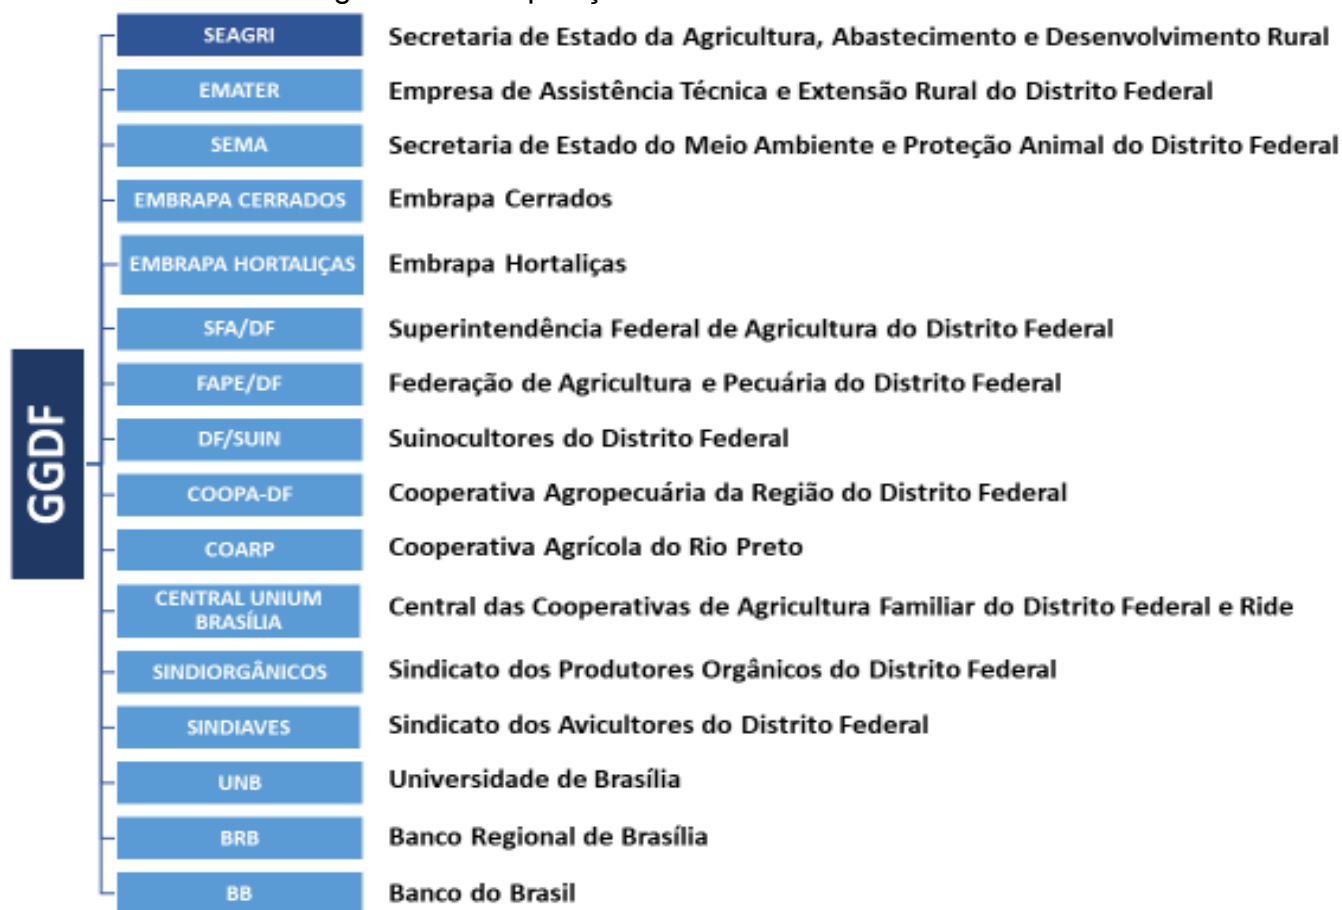 SEAGRI Secretaria de Estado da Agricultura, Abastecimento e Desenvolvimento Rural
EMATER Empresa de Assistência Técnica e Extensão Rural do Distrito Federal
SEMA Secretaria de Estado do Meio Ambiente e Proteção Animal do Distrito Federal
EMBRAPA CERRADOS Embrapa Cerrados
EMBRAPA HORTALIÇAS Embrapa Hortaliças
SFA/DF Superintendência Federal de Agricultura do Distrito Federal
FAPE/DF Federação de Agricultura e Pecuária do Distrito Federal
GGDF
DF/SUIN Suinocultores do Distrito Federal
COOPA-DF Cooperativa Agropecuária da Região do Distrito Federal
COARP Cooperativa Agrícola do Rio Preto
CENTRAL UNIUM
BRASÍLIA
Central das Cooperativas de Agricultura Familiar do Distrito Federal e Ride
SINDIORGÂNICOS Sindicato dos Produtores Orgânicos do Distrito Federal
SINDIAVES Sindicato dos Avicultores do Distrito Federal
UNB Universidade de Brasília
BRB Banco Regional de Brasília
BB Banco do Brasil